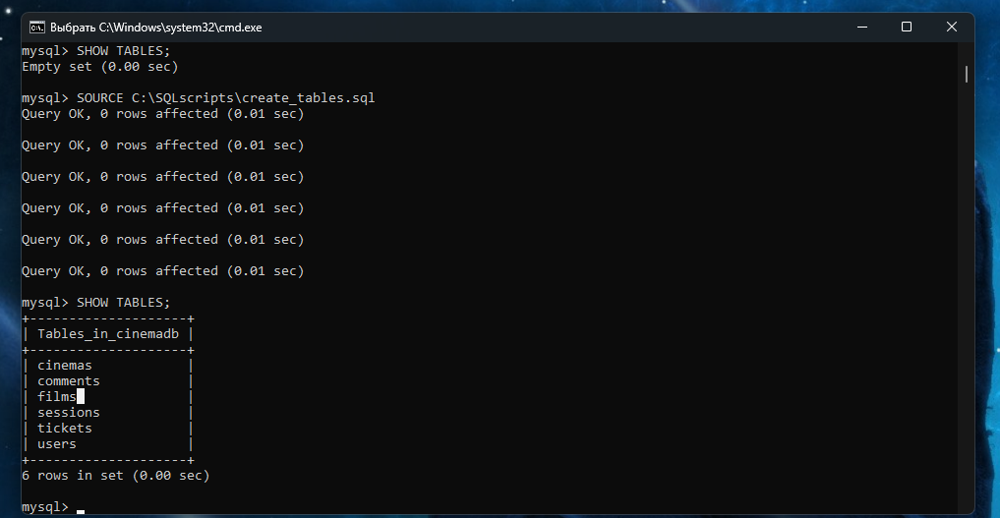 Выбрать C:\Windows\system32\cmd.exe
mysql> SHOW TABLES;
Empty set (0.00 sec)
mysql> SOURCE C:\SQLscripts\create_tables.sql
Query OK, 0 rows affected (0.01 sec)
Query OK, 0 rows affected (0.01 sec)
Query OK, 0 rows affected (0.01 sec)
Query OK, 0 rows affected (0.01 sec)
Query OK, 0 rows affected (0.01 sec)
Query OK, 0 rows affected (0.01 sec)
mysql> SHOW TABLES;
+--------------------+
| Tables_in_cinemadb |
+--------------------+
| cinemas            |
| comments           |
| films              |
| sessions           |
| tickets            |
| users              |
+--------------------+
6 rows in set (0.00 sec)
mysql> _